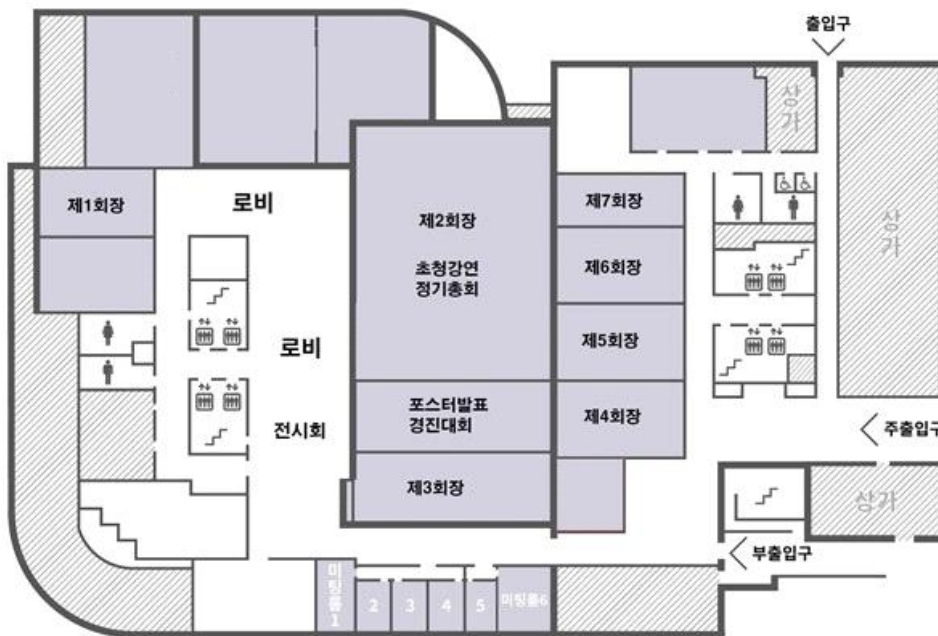 출입구
상가
제1회장
로비
제2회장
초청강연
정기총회
제7회장
제6회장
상가
로비
제5회장
전시회
포스터발표
경진대회
제4회장
주출입구
제3회장
상가
부출입구
미팅룸1
2
3
4
5
미팅룸6